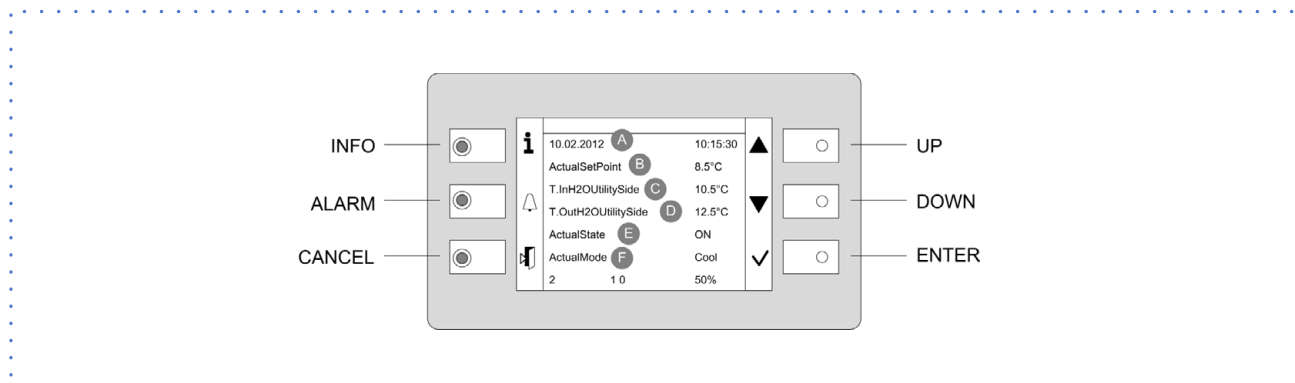 INFO
ALARM
CANCEL
i
10.02.2012 A 10:15:30
ActualSetPoint B 8.5°C
T.InH2OUtilitySide C 10.5°C
T.OutH2OUtilitySide D 12.5°C
ActualState E ON
ActualMode F Cool
2 1 0 50%
UP
DOWN
ENTER